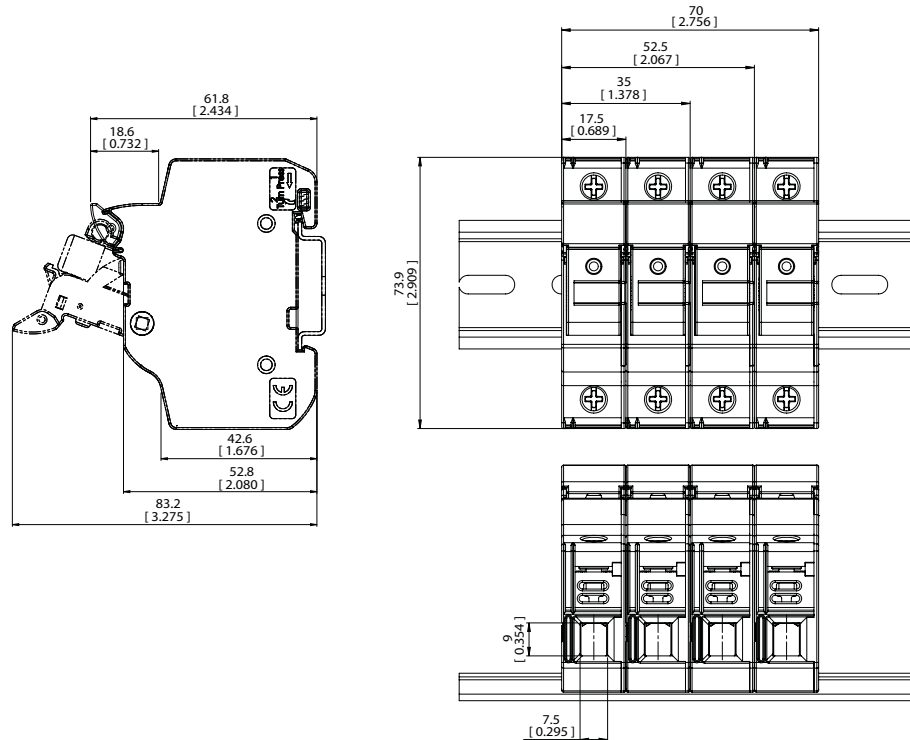 70
[ 2.756 ]
52.5
[ 2.067 ]
35
[ 1.378 ]
17.5
[ 0.689 ]
61.8
[ 2.434 ]
18.6
[ 0.732 ]
73.9
[ 2.909 ]
CE
42.6
[ 1.676 ]
52.8
[ 2.080 ]
83.2
[ 3.275 ]
9
[ 0.354 ]
7.5
[ 0.295 ]